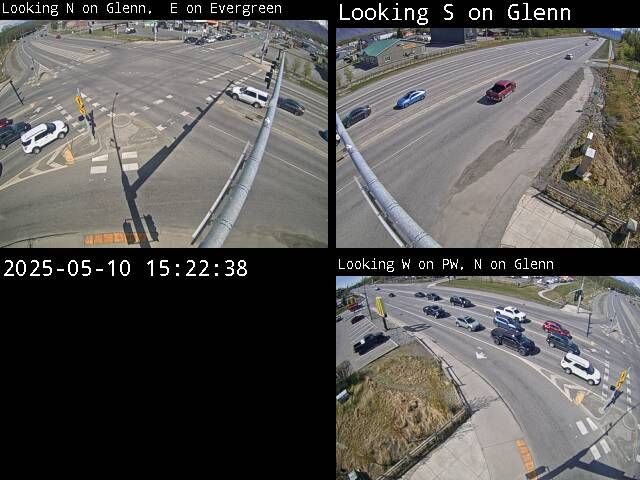 Looking N on Glenn,  E on Evergreen
Looking S on Glenn
2025-05-10 15:22:38
Looking W on PW, N on Glenn